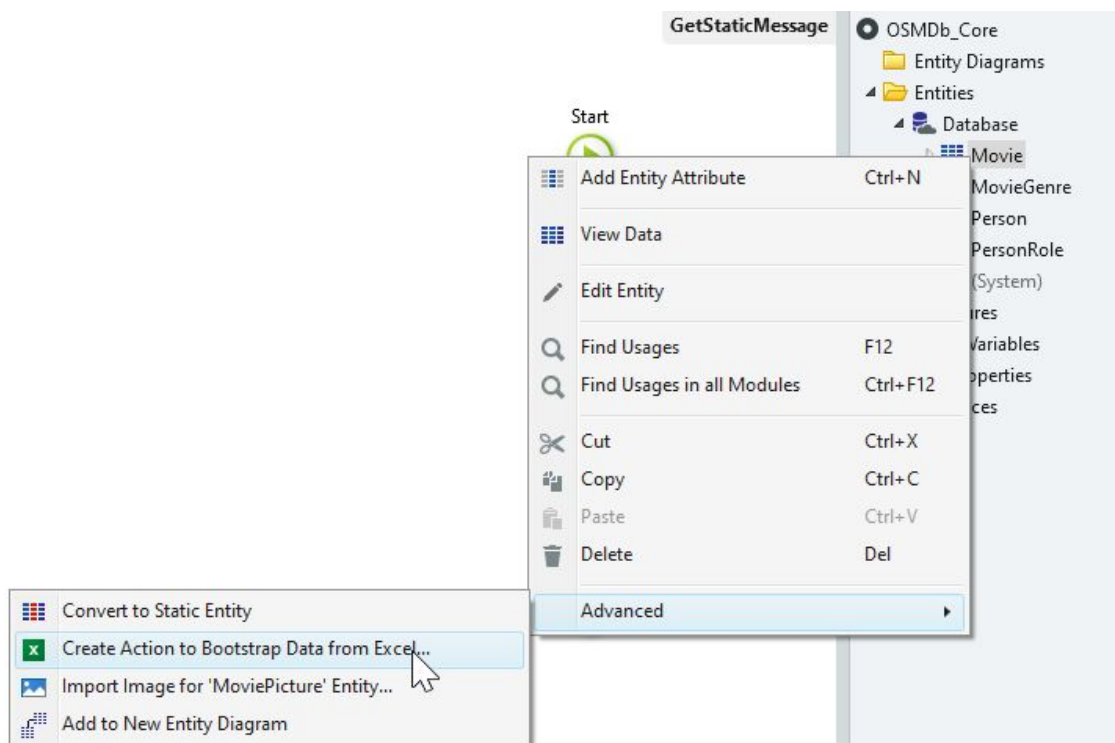 GetStaticMessage
OSMDb_Core
Entity Diagrams
Entities
Start
Database
Movie
Add Entity Attribute Ctrl+N
MovieGenre
Person
View Data
PersonRole
(System)
Edit Entity
Find Usages F12
Find Usages in all Modules Ctrl+F12
Cut Ctrl+X
Copy Ctrl+C
Paste Ctrl+V
Delete Del
Advanced
Convert to Static Entity
Create Action to Bootstrap Data from Excel...
Import Image for 'MoviePicture' Entity...
Add to New Entity Diagram